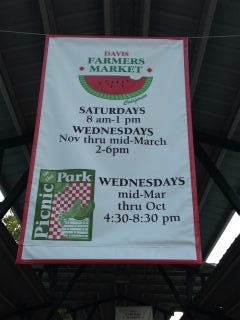 DAVIS
FARMERS
MARKET
California
SATURDAYS
8 am-1 pm
WEDNESDAYS
Nov thru mid-March
2-6pm
Picnic
in the
Park
WEDNESDAYS
mid-Mar
thru Oct
4:30-8:30 pm